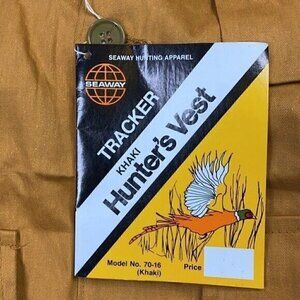 SEAWAY HUNTING APPAREL
SEAWAY
TRACKER
KHAKI
Hunter's Vest
Model No. 70-16
(Khaki)
Price